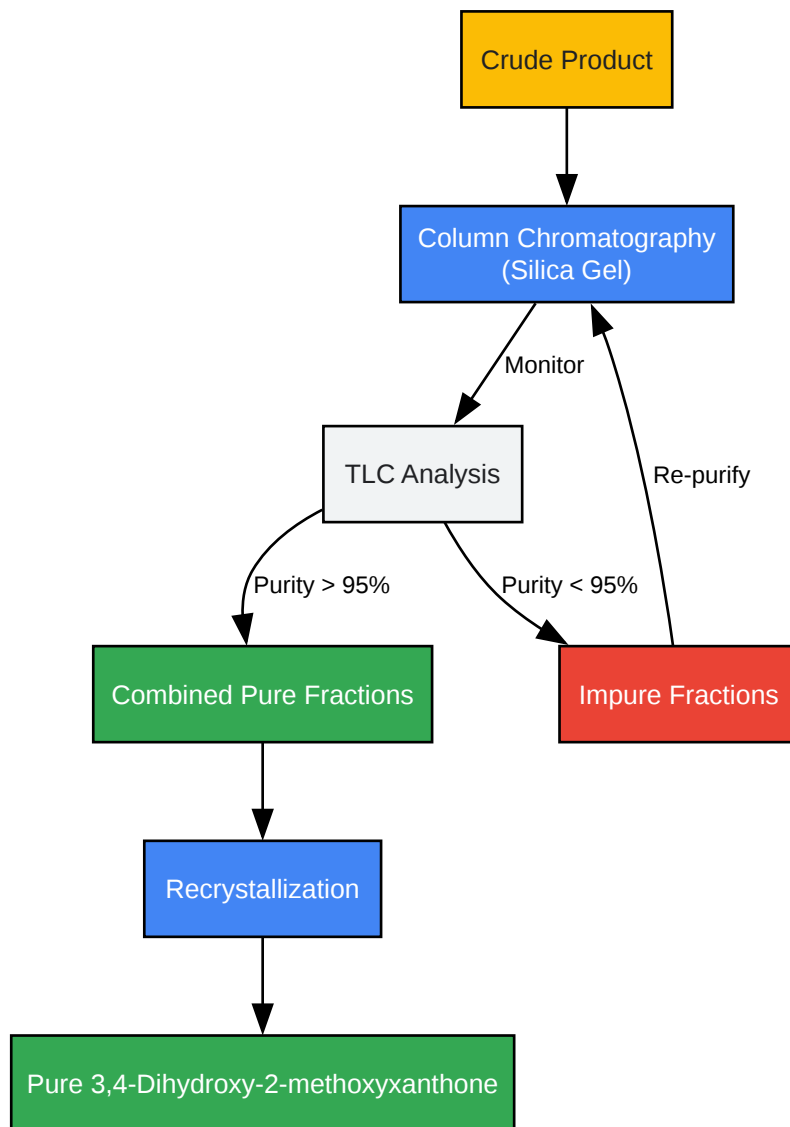 Crude Product
Column Chromatography
(Silica Gel)
Monitor
TLC Analysis
Re-purify
Purity > 95%
Purity < 95%
Combined Pure Fractions
Impure Fractions
Recrystallization
Pure 3,4-Dihydroxy-2-methoxyxanthone